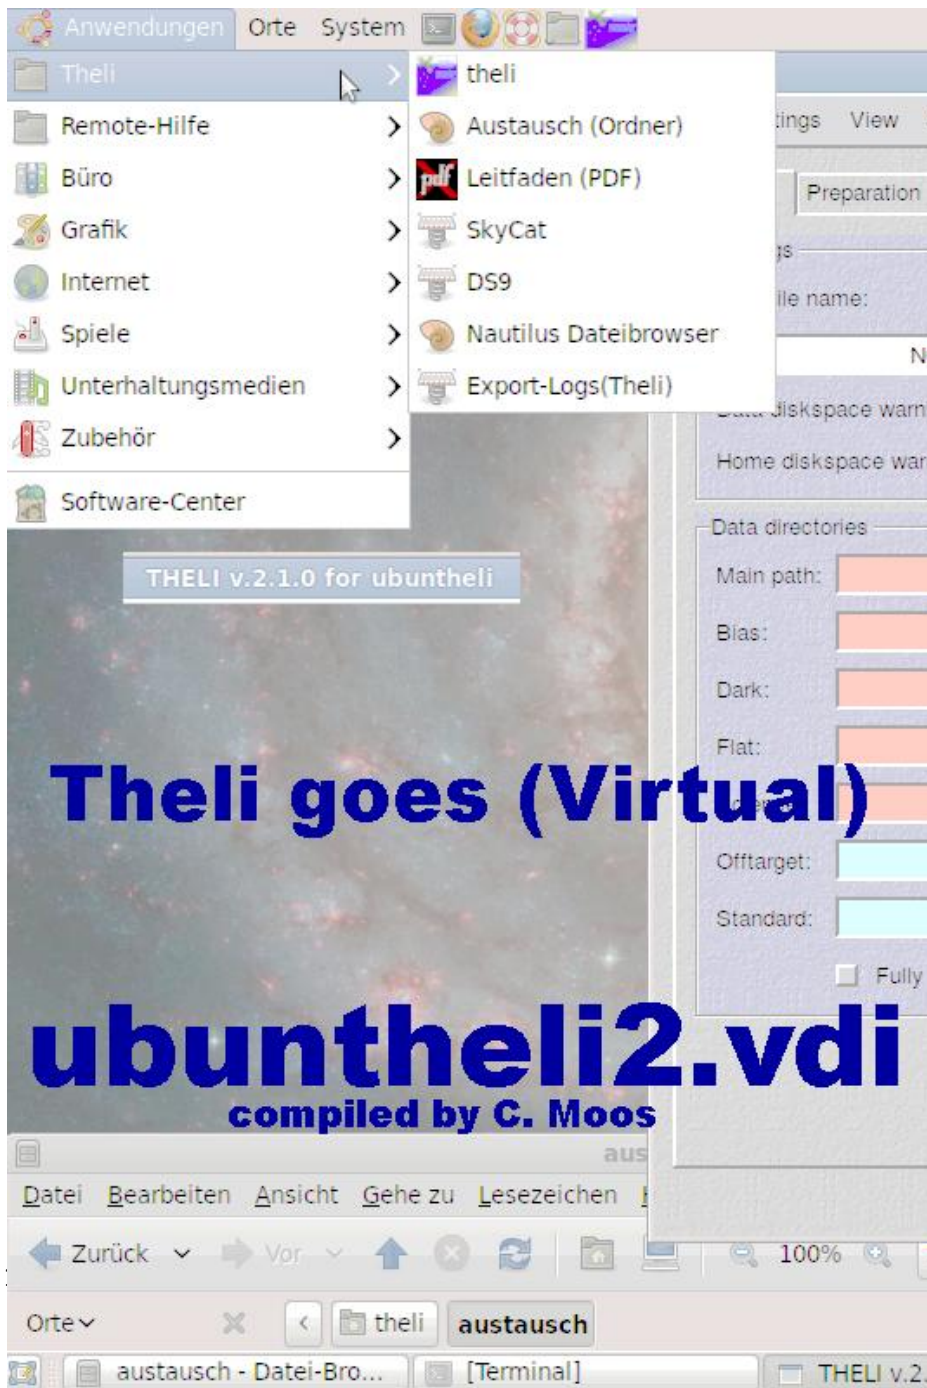 Anwendungen Orte System
Theli
Remote-Hilfe
Büro
Grafik
Internet
Spiele
Unterhaltungsmedien
Zubehör
Software-Center
theli
Austausch (Ordner)
Leitfaden (PDF)
SkyCat
DS9
Nautilus Dateibrowser
Export-Logs(Theli)
View
Preparation
name:
diskspace
Home diskspace
Data directories
Main path:
Bias:
Dark:
Flat:
Offtarget:
Standard:
Fully
THELI v.2.1.0 for ubuntheli
Theli goes (Virtual)
ubuntheli2.vdi
compiled by C. Moos
Datei Bearbeiten Ansicht Gehe zu Lesezeichen
Zurück Vor 100%
Orte theli austausch
austausch - Datei-Bro... [Terminal] THELI v.2.